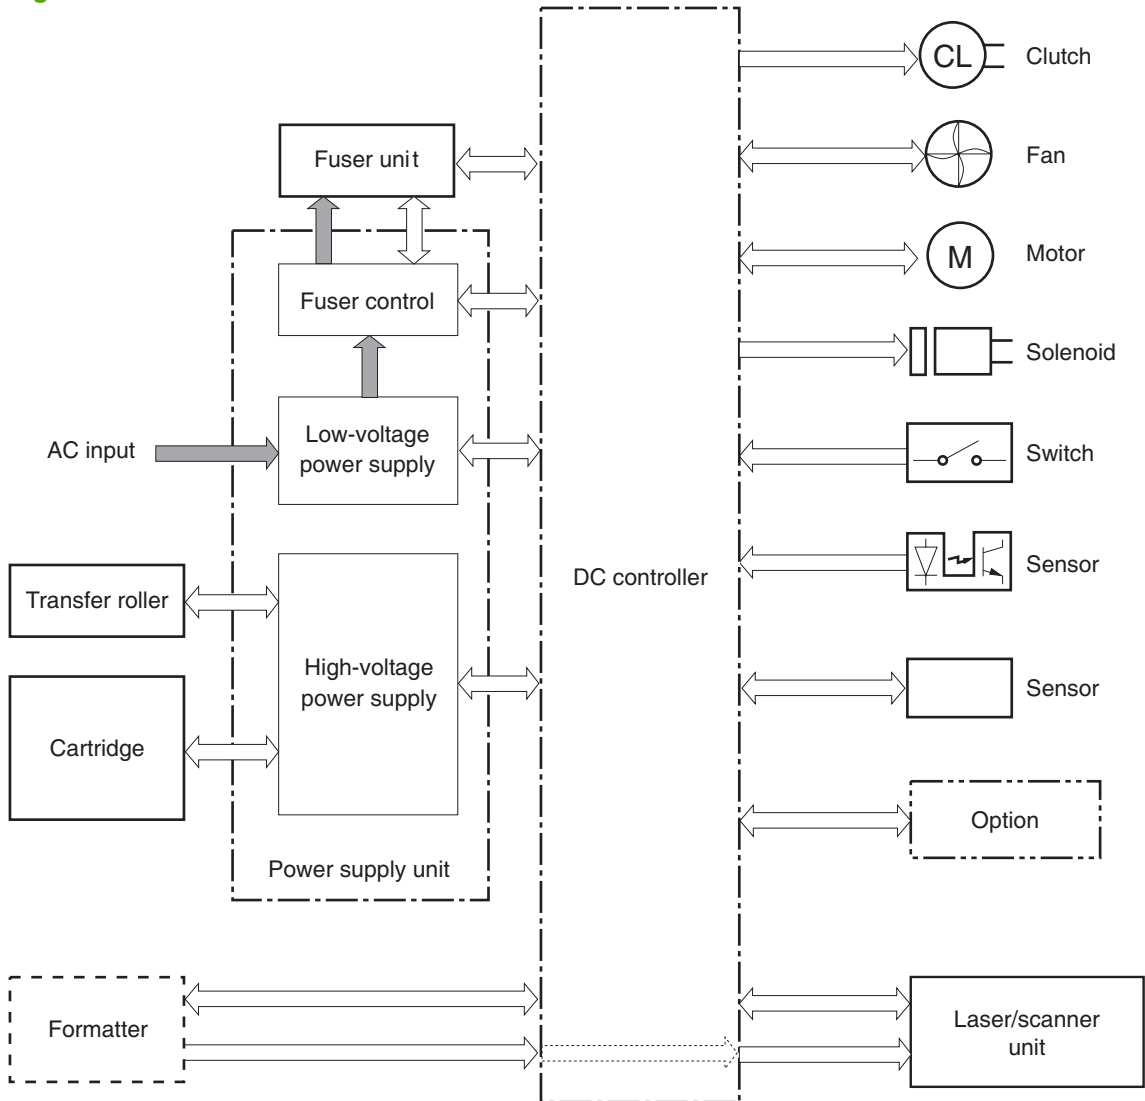 CL
Clutch
Fuser unit
Fan
Fuser control
M
Motor
Solenoid
AC input
Low-voltage
power supply
Switch
DC controller
Sensor
Transfer roller
High-voltage
power supply
Sensor
Cartridge
Option
Power supply unit
Formatter
Laser/scanner
unit